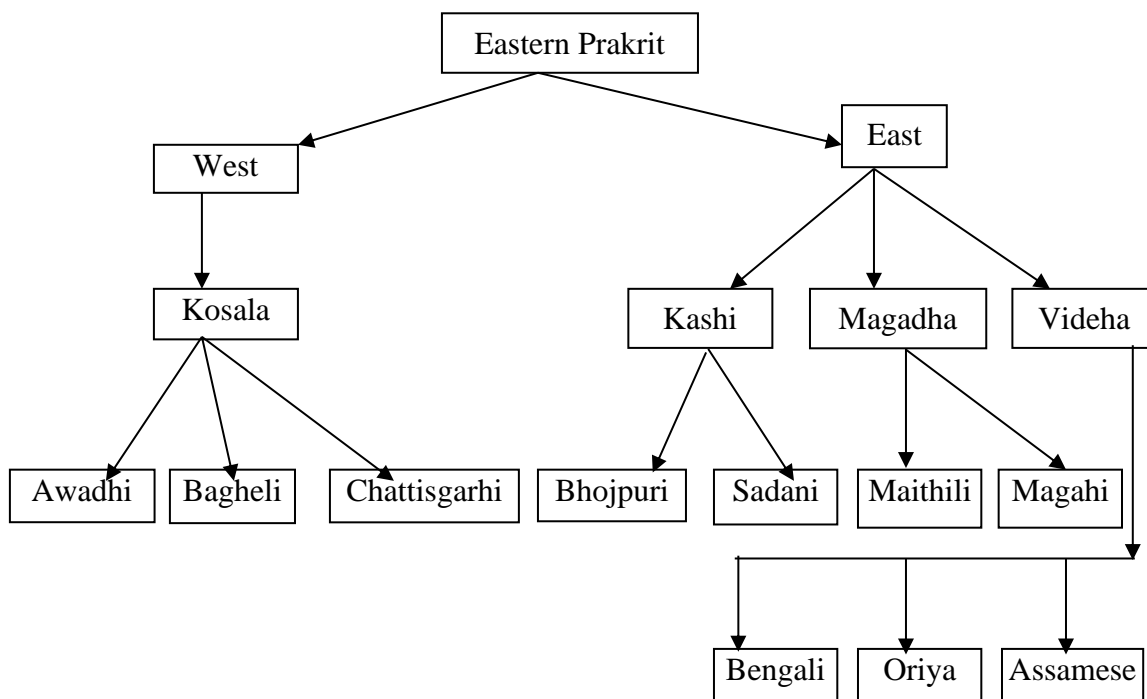 Eastern Prakrit
West
East
Kosala
Kashi
Magadha
Videha
Awadhi
Bagheli
Chattisgarhi
Bhojpuri
Sadani
Maithili
Magahi
Bengali
Oriya
Assamese